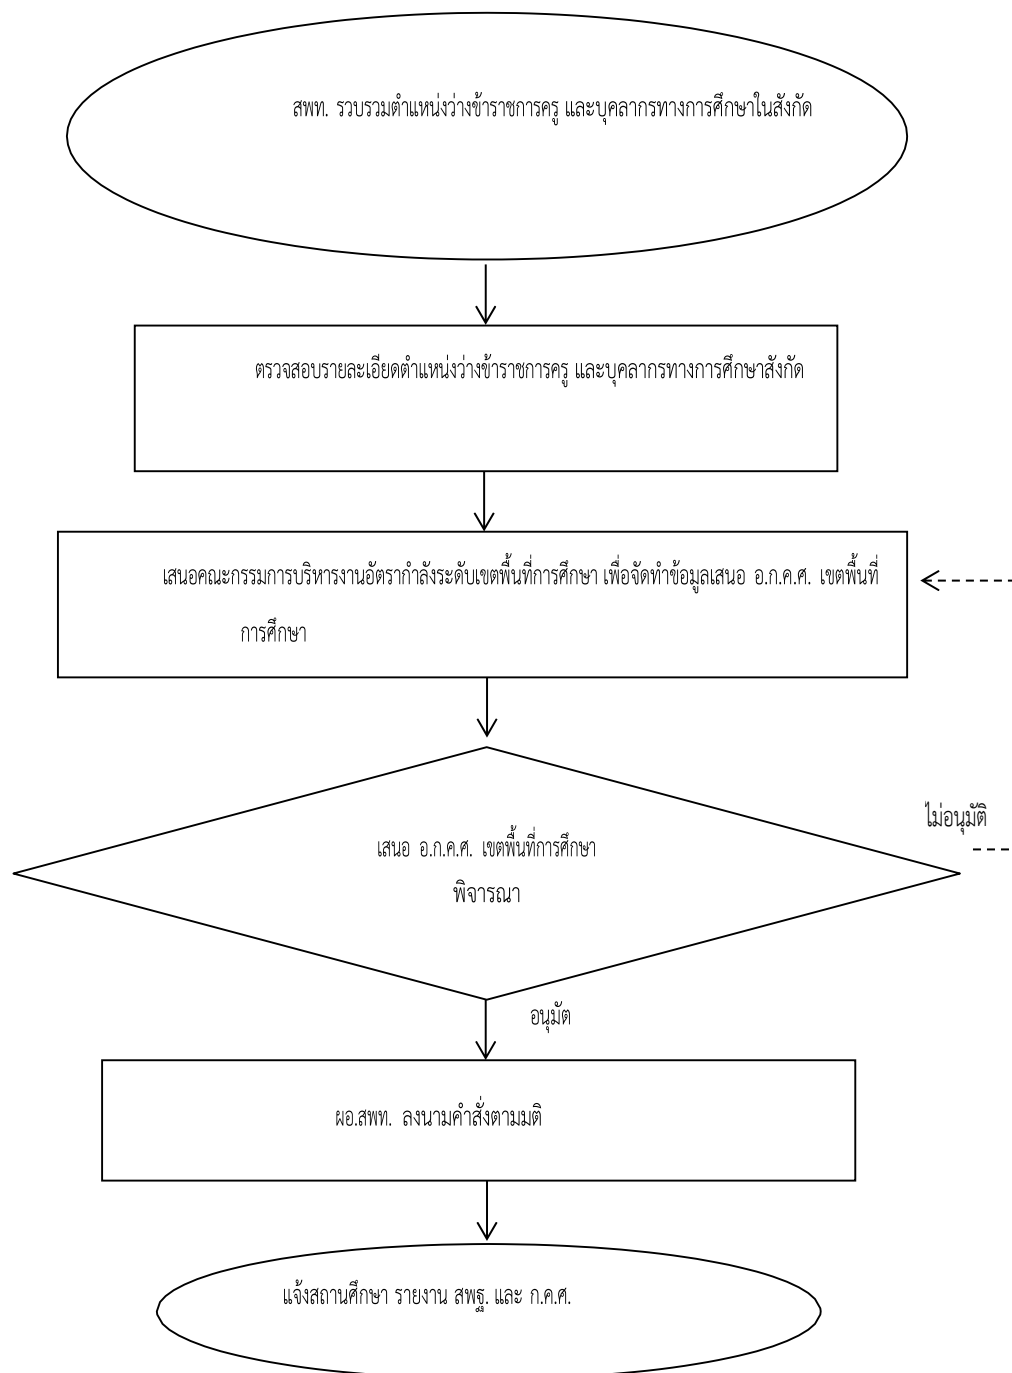 สพท. รวบรวมตำแหน่งว่างข้าราชการครู และบุคลากรทางการศึกษาในสังกัด
ตรวจสอบรายละเอียดตำแหน่งว่างข้าราชการครู และบุคลากรทางการศึกษาสังกัด
เสนอคณะกรรมการบริหารงานอัตรากำลังระดับเขตพื้นที่การศึกษา เพื่อจัดทำข้อมูลเสนอ อ.ก.ค.ศ. เขตพื้นที่
การศึกษา
ไม่อนุมัติ
เสนอ อ.ก.ค.ศ. เขตพื้นที่การศึกษา
พิจารณา
อนุมัต
ผอ.สพท. ลงนามคำสั่งตามมติ
แจ้งสถานศึกษา รายงาน สพฐ. และ ก.ค.ศ.